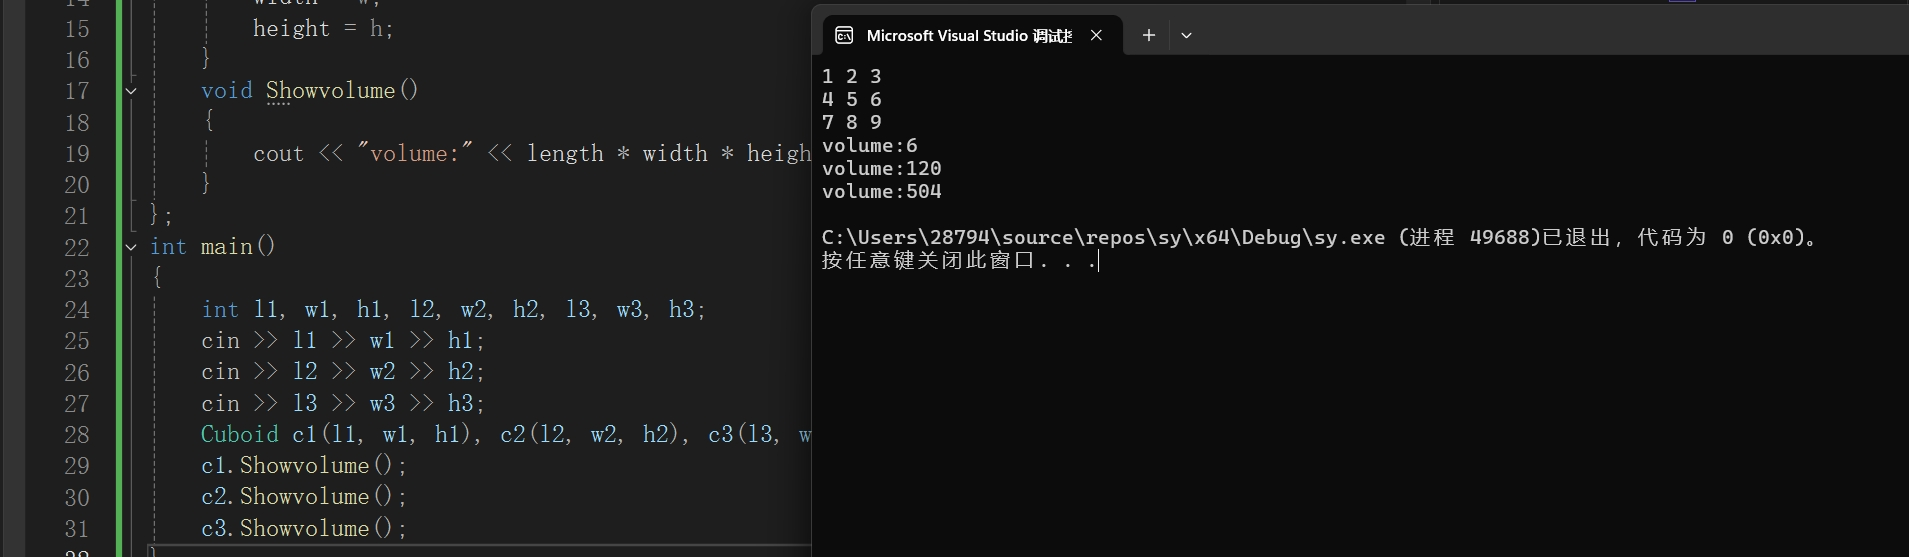 15 height = h;
16 }
17 void Showvolume()
18 {
19 cout << "volume:" << length * width * heigh
20 }
21 };
22 int main()
23 {
24 int l1, w1, h1, l2, w2, h2, l3, w3, h3;
25 cin >> l1 >> w1 >> h1;
26 cin >> l2 >> w2 >> h2;
27 cin >> l3 >> w3 >> h3;
28 Cuboid c1(l1, w1, h1), c2(l2, w2, h2), c3(l3, w
29 c1.Showvolume();
30 c2.Showvolume();
31 c3.Showvolume();
Microsoft Visual Studio 调试
1 2 3
4 5 6
7 8 9
volume:6
volume:120
volume:504
C:\Users\28794\source\repos\sy\x64\Debug\sy.exe (进程 49688)已退出，代码为 0 (0x0)。
按任意键关闭此窗口. . .